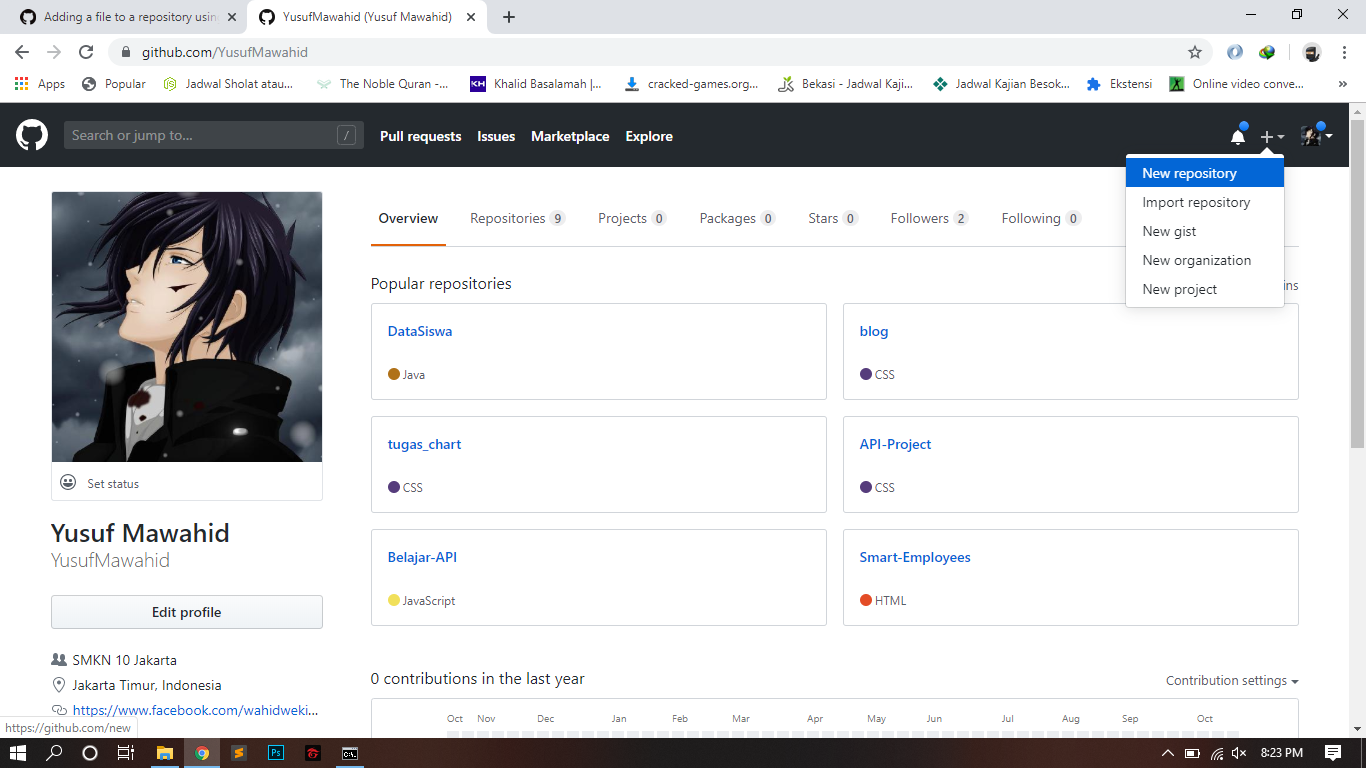 Adding a file to a repository usin
YusufMawahid (Yusuf Mawahid)
github.com/YusufMawahid
Apps
Popular
Jadwal Sholat atau...
The Noble Quran -...
KH
Khalid Basalamah |...
cracked-games.org...
Bekasi - Jadwal Kaji...
Jadwal Kajian Besok...
Ekstensi
Online video conve...
»
Search or jump to...
/
Pull requests
Issues
Marketplace
Explore
New repository
Import repository
New gist
New organization
New project
Overview
Repositories 9
Projects 0
Packages 0
Stars 0
Followers 2
Following 0
Popular repositories
ins
DataSiswa
Java
blog
CSS
tugas_chart
CSS
API-Project
CSS
Belajar-API
JavaScript
Smart-Employees
HTML
Set status
Yusuf Mawahid
YusufMawahid
Edit profile
SMKN 10 Jakarta
Jakarta Timur, Indonesia
https://www.facebook.com/wahidweki...
0 contributions in the last year
Contribution settings
Oct Nov Dec Jan Feb Mar Apr May Jun Jul Aug Sep Oct
https://github.com/new
Ps
C:\_
8:23 PM